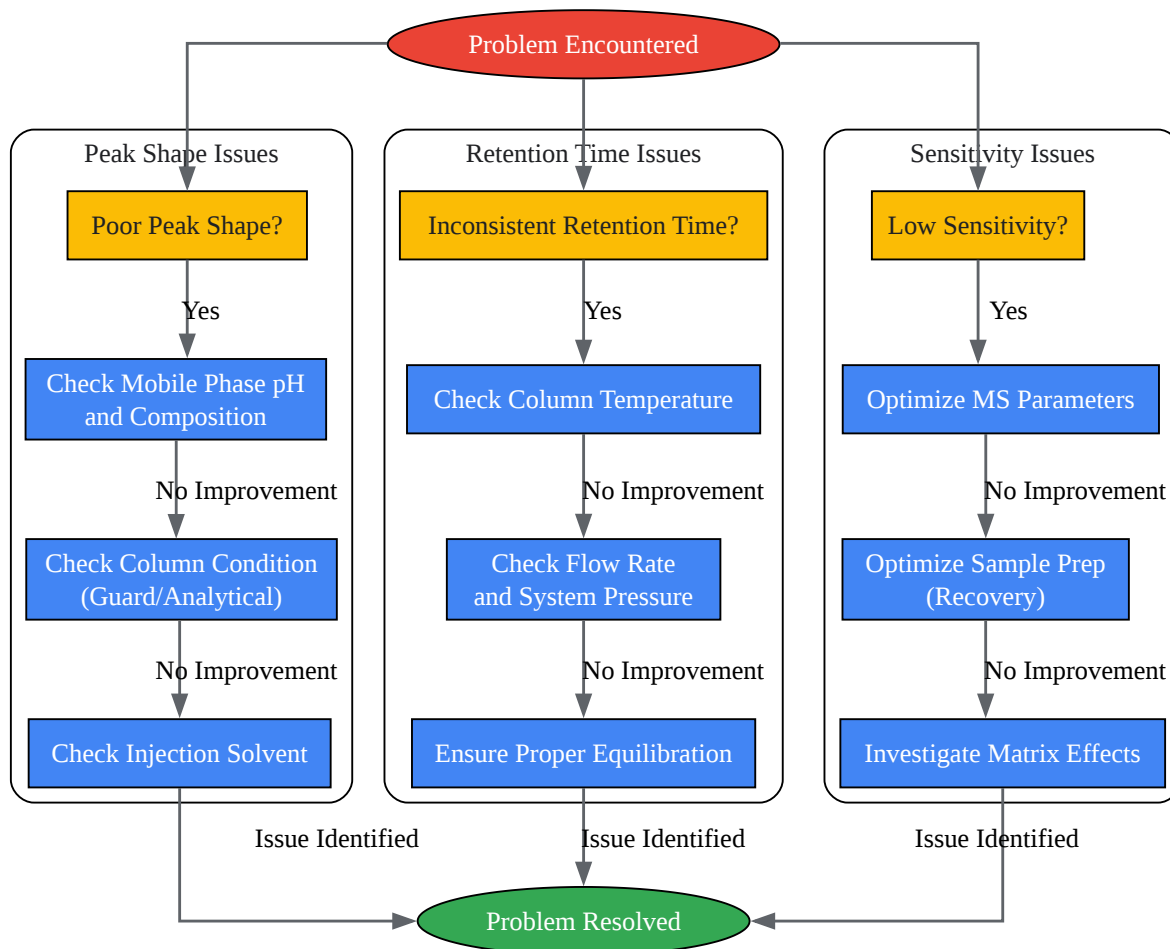 Problem Encountered
Peak Shape Issues
Retention Time Issues
Sensitivity Issues
Poor Peak Shape?
Inconsistent Retention Time?
Low Sensitivity?
Yes
Yes
Yes
Check Mobile Phase pH
and Composition
Check Column Temperature
Optimize MS Parameters
No Improvement
No Improvement
No Improvement
Check Column Condition
(Guard/Analytical)
Check Flow Rate
and System Pressure
Optimize Sample Prep
(Recovery)
No Improvement
No Improvement
No Improvement
Check Injection Solvent
Ensure Proper Equilibration
Investigate Matrix Effects
Issue Identified
Issue Identified
Issue Identified
Problem Resolved